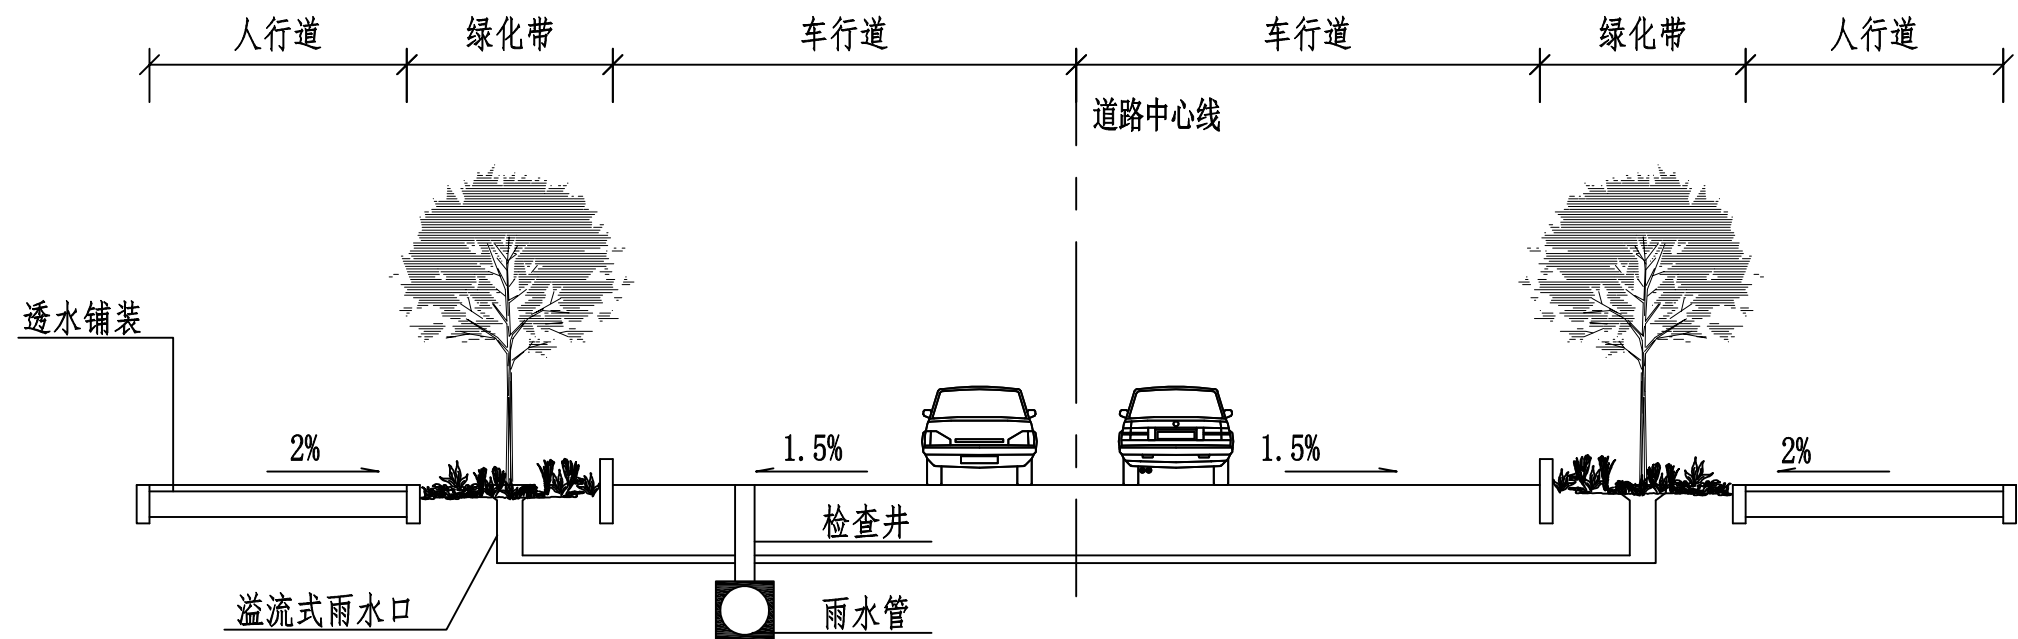 人行道
绿化带
车行道
车行道
绿化带
人行道
道路中心线
透水铺装
2%
1.5%
1.5%
2%
检查井
溢流式雨水口
雨水管